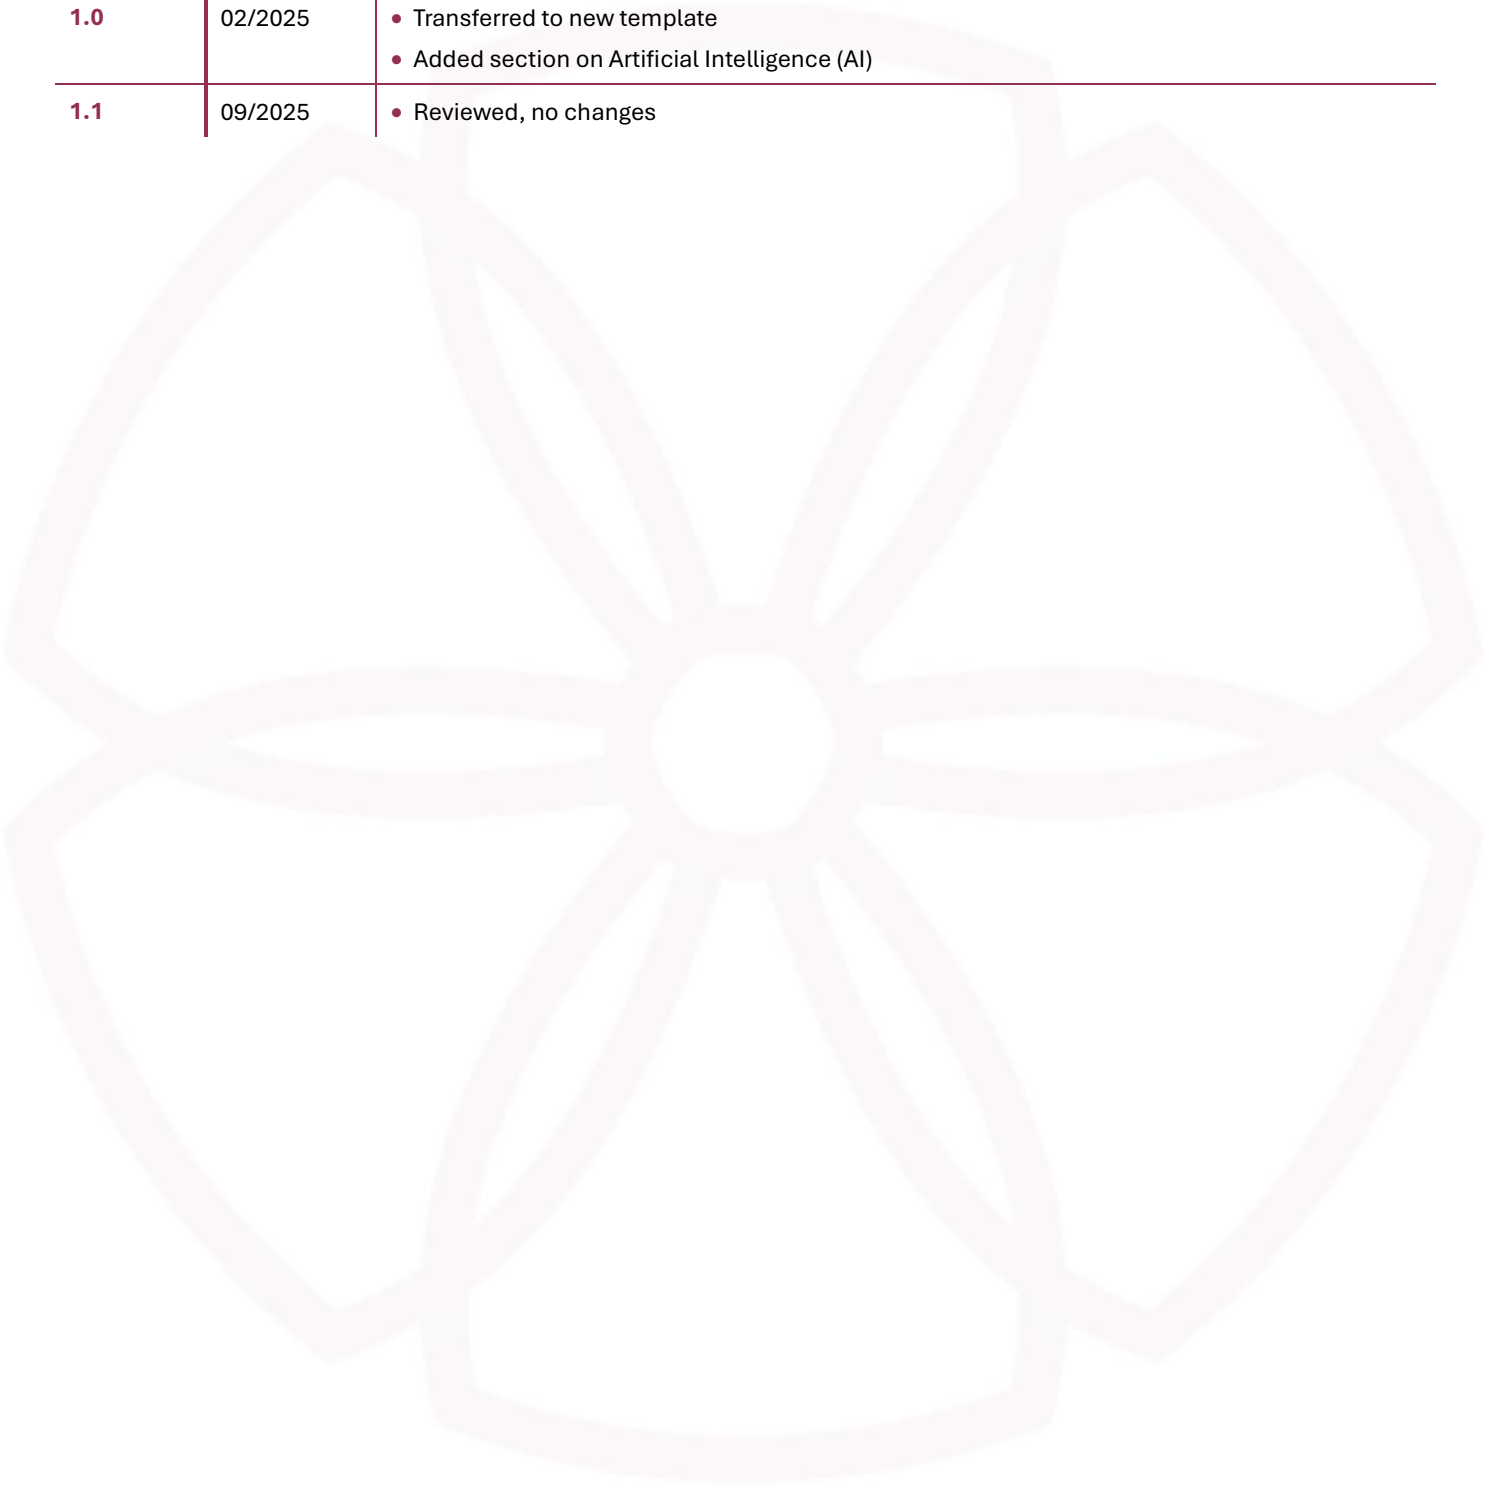 1.0 02/2025 • Transferred to new template
• Added section on Artificial Intelligence (AI)
1.1 09/2025 • Reviewed, no changes